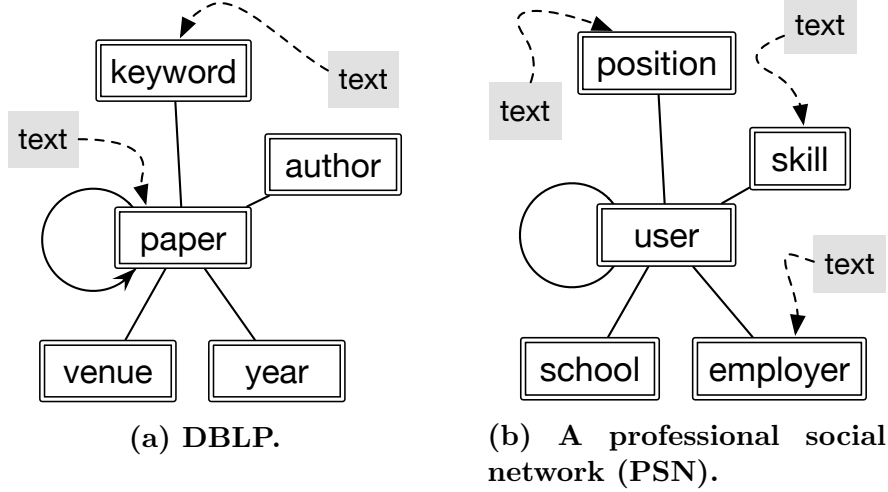 keyword
text
text
author
paper
venue
year
(a) DBLP.
text
position
text
skill
user
text
school
employer
(b) A professional social
network (PSN).